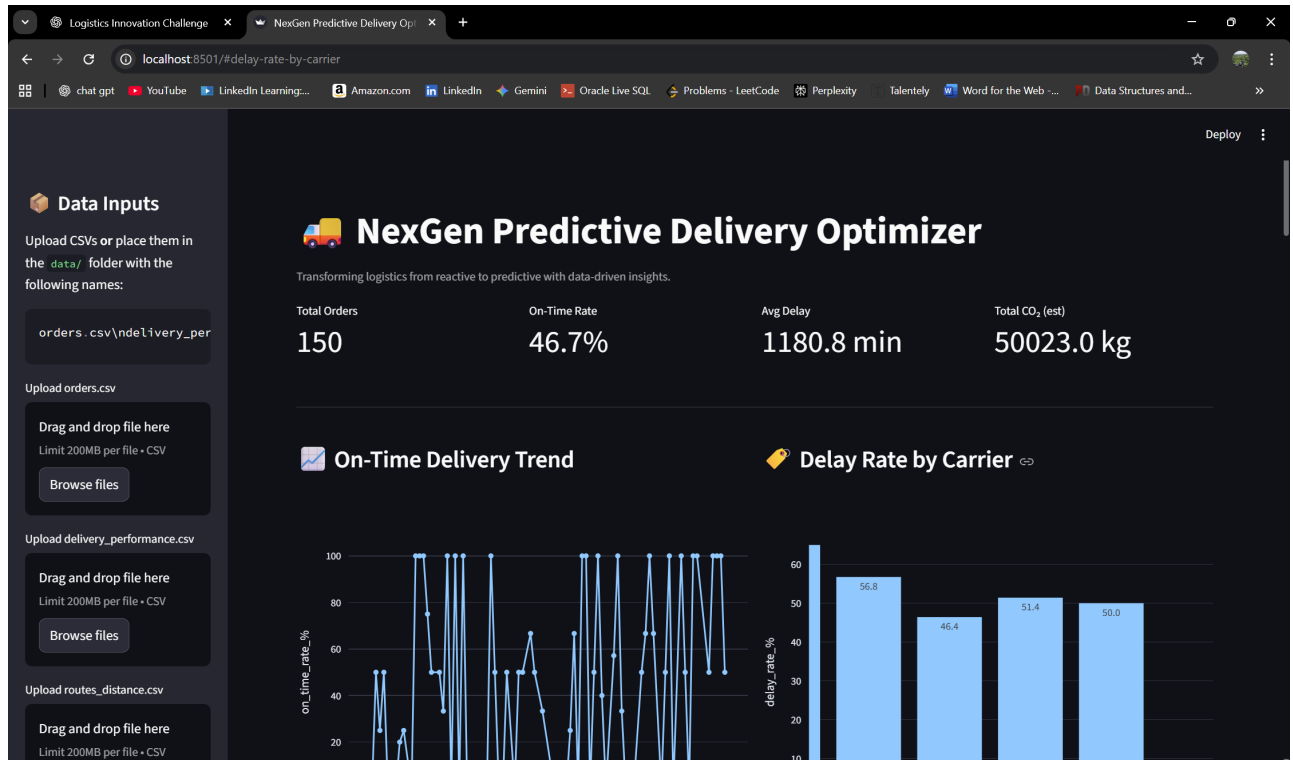 Logistics Innovation Challenge
NexGen Predictive Delivery Opt
localhost:8501/#delay-rate-by-carrier
chat gpt
YouTube
LinkedIn Learning:...
Amazon.com
LinkedIn
Gemini
Oracle Live SQL
Problems - LeetCode
Perplexity
Talentely
Word for the Web -...
Data Structures and...
Deploy
Data Inputs
Upload CSVs or place them in
the data/ folder with the
following names:
orders.csv\ndelivery_per
Upload orders.csv
Drag and drop file here
Limit 200MB per file • CSV
Browse files
Upload delivery_performance.csv
Drag and drop file here
Limit 200MB per file • CSV
Browse files
Upload routes_distance.csv
Drag and drop file here
Limit 200MB per file • CSV
NexGen Predictive Delivery Optimizer
Transforming logistics from reactive to predictive with data-driven insights.
Total Orders
150
On-Time Rate
46.7%
Avg Delay
1180.8 min
Total CO₂ (est)
50023.0 kg
On-Time Delivery Trend
on_time_rate_%
100
80
60
40
20
Delay Rate by Carrier
delay_rate_%
60
50
40
30
20
10
56.8
46.4
51.4
50.0